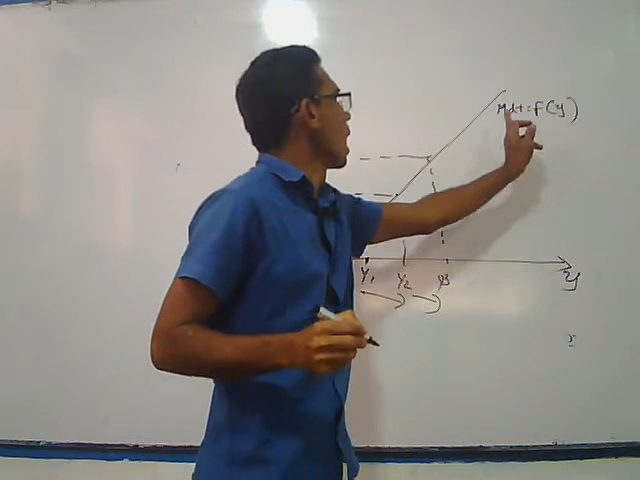 Mdt = f(y)
Y₁ Y₂ Y3
y